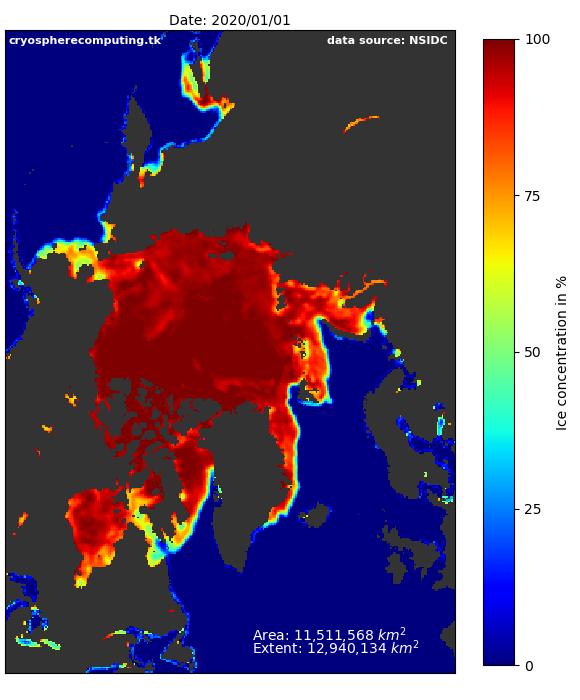 Date: 2020/01/01
cryospherecomputing.tk
data source: NSIDC
100
75
50
25
0
Ice concentration in %
Area: 11,511,568 km²
Extent: 12,940,134 km²